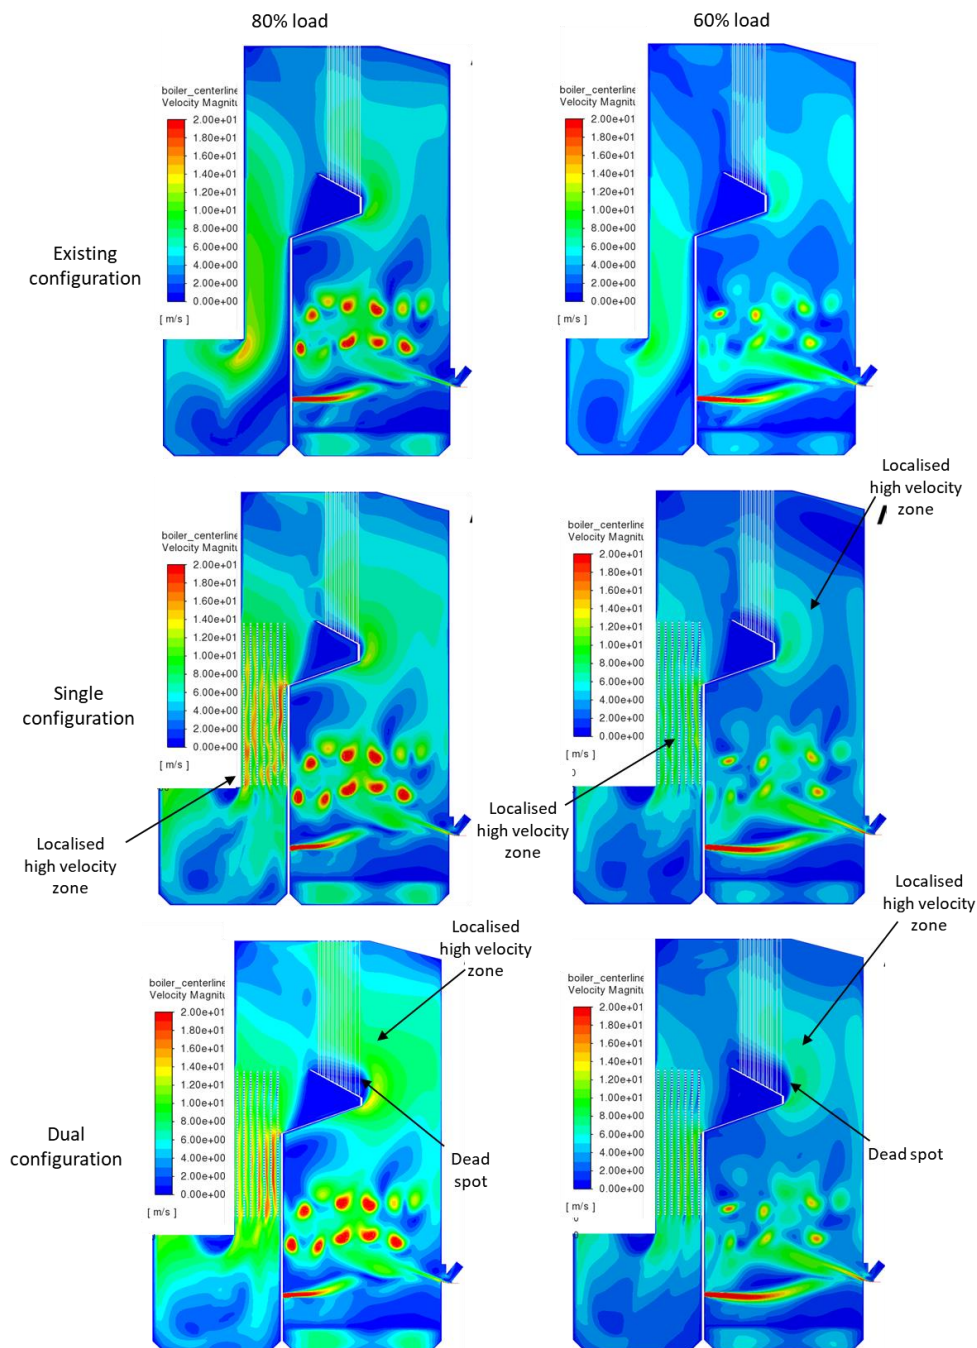 80% load
60% load
boiler_centerline
Velocity Magnitu
2.00e+01
1.80e+01
1.60e+01
1.40e+01
1.20e+01
1.00e+01
8.00e+00
6.00e+00
4.00e+00
2.00e+00
0.00e+00
[ m/s ]
boiler_centerline
Velocity Magnitu
2.00e+01
1.80e+01
1.60e+01
1.40e+01
1.20e+01
1.00e+01
8.00e+00
6.00e+00
4.00e+00
2.00e+00
0.00e+00
[ m/s ]
Existing
configuration
Localised
high velocity
zone
boiler_centerline
Velocity Magnitu
2.00e+01
1.80e+01
1.60e+01
1.40e+01
1.20e+01
1.00e+01
8.00e+00
6.00e+00
4.00e+00
2.00e+00
0.00e+00
[ m/s ]
boiler_centerline
Velocity Magnitu
2.00e+01
1.80e+01
1.60e+01
1.40e+01
1.20e+01
1.00e+01
8.00e+00
6.00e+00
4.00e+00
2.00e+00
0.00e+00
[ m/s ]
0
Single
configuration
Localised
high velocity
zone
Localised
high velocity
zone
Localised
high velocity
zone
Localised
high velocity
zone
boiler_centerline
Velocity Magnitu
2.00e+01
1.80e+01
1.60e+01
1.40e+01
1.20e+01
1.00e+01
8.00e+00
6.00e+00
4.00e+00
2.00e+00
0.00e+00
[ m/s ]
boiler_centerline
Velocity Magnitu
2.00e+01
1.80e+01
1.60e+01
1.40e+01
1.20e+01
1.00e+01
8.00e+00
6.00e+00
4.00e+00
2.00e+00
0.00e+00
[ m/s ]
0
Dual
configuration
Dead
spot
Dead spot